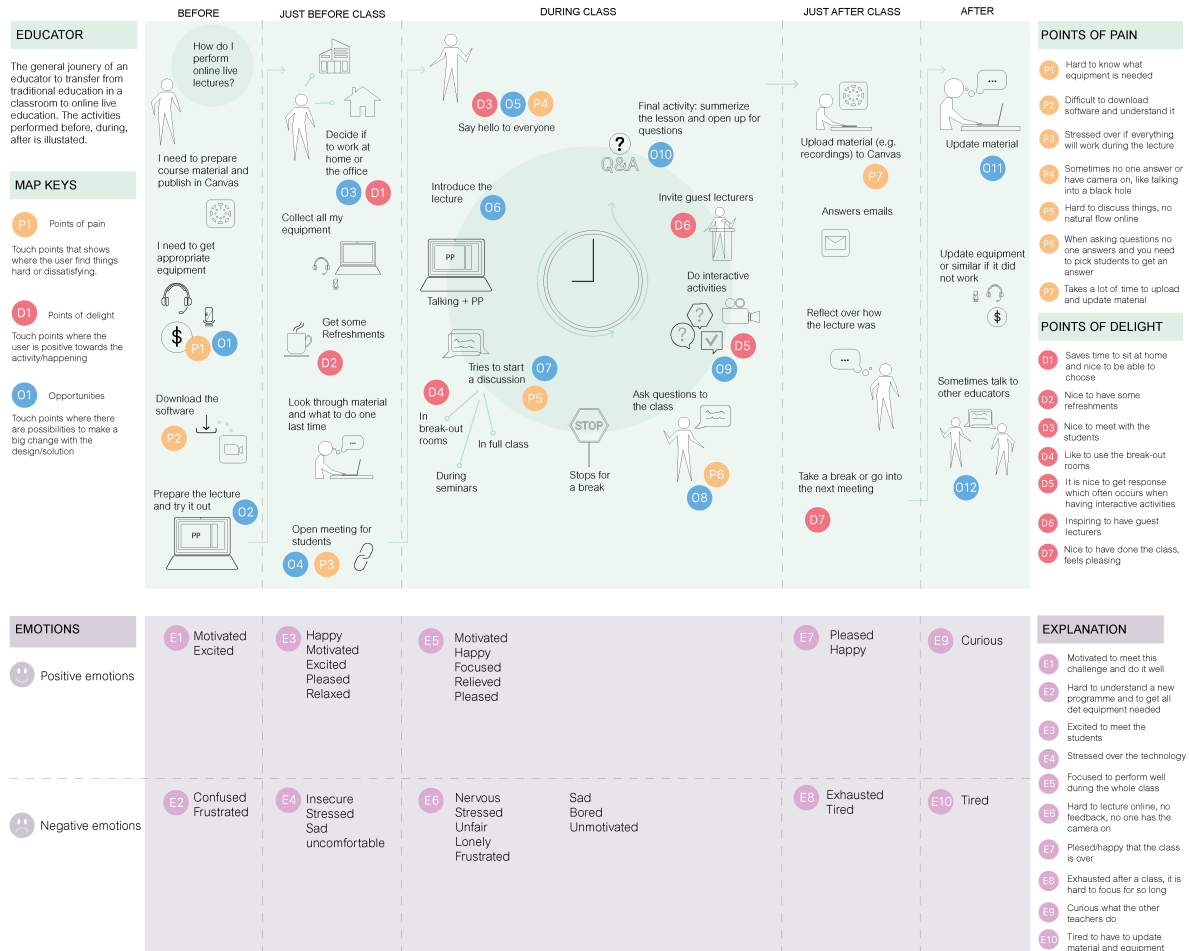 BEFORE
JUST BEFORE CLASS
DURING CLASS
JUST AFTER CLASS
AFTER
EDUCATOR
The general jounery of an
educator to transfer from
traditional education in a
classroom to online live
education. The activities
performed before, during,
after is illustated.
MAP KEYS
P1
Points of pain
Touch points that shows
where the user find things
hard or dissatisfying.
D1
Points of delight
Touch points where the
user is positive towards the
activity/happening
O1
Opportunities
Touch points where there
are possibilities to make a
big change with the
design/solution
How do I
perform
online live
lectures?
I need to prepare
course material and
publish in Canvas
I need to get
appropriate
equipment
$
P1
O1
Download the
software
P2
Prepare the lecture
and try it out
O2
PP
Decide if
to work at
home or
the office
O3
D1
Collect all my
equipment
Get some
Refreshments
D2
Look through material
and what to do one
last time
...
Open meeting for
students
O4
P3
D3
O5
P4
Say hello to everyone
Introduce the
lecture
O6
PP
Talking + PP
Tries to start
a discussion
O7
P5
D4
In
break-out
rooms
In full class
During
seminars
STOP
Stops for
a break
Ask questions to
the class
P6
O8
Do interactive
activities
?
?
D5
O9
Invite guest lecturers
D6
Final activity: summerize
the lesson and open up for
questions
?
Q&A
O10
Upload material (e.g.
recordings) to Canvas
P7
Answers emails
Reflect over how
the lecture was
...
Take a break or go into
the next meeting
D7
...
Update material
O11
Update equipment
or similar if it did
not work
$
Sometimes talk to
other educators
O12
POINTS OF PAIN
P1
Hard to know what
equipment is needed
P2
Difficult to download
software and understand it
P3
Stressed over if everything
will work during the lecture
P4
Sometimes no one answer or
have camera on, like talking
into a black hole
P5
Hard to discuss things, no
natural flow online
P6
When asking questions no
one answers and you need
to pick students to get an
answer
P7
Takes a lot of time to upload
and update material
POINTS OF DELIGHT
D1
Saves time to sit at home
and nice to be able to
choose
D2
Nice to have some
refreshments
D3
Nice to meet with the
students
D4
Like to use the break-out
rooms
D5
It is nice to get response
which often occurs when
having interactive activities
D6
Inspiring to have guest
lecturers
D7
Nice to have done the class,
feels pleasing
EMOTIONS
Positive emotions
E1
Motivated
Excited
E3
Happy
Motivated
Excited
Pleased
Relaxed
E5
Motivated
Happy
Focused
Relieved
Pleased
E7
Pleased
Happy
E9
Curious
Negative emotions
E2
Confused
Frustrated
E4
Insecure
Stressed
Sad
uncomfortable
E6
Nervous
Stressed
Unfair
Lonely
Frustrated
Sad
Bored
Unmotivated
E8
Exhausted
Tired
E10
Tired
EXPLANATION
E1
Motivated to meet this
challenge and do it well
E2
Hard to understand a new
programme and to get all
det equipment needed
E3
Excited to meet the
students
E4
Stressed over the technology
E5
Focused to perform well
during the whole class
E6
Hard to lecture online, no
feedback, no one has the
camera on
E7
Plesed/happy that the class
is over
E8
Exhausted after a class, it is
hard to focus for so long
E9
Curious what the other
teachers do
E10
Tired to have to update
material and equipment